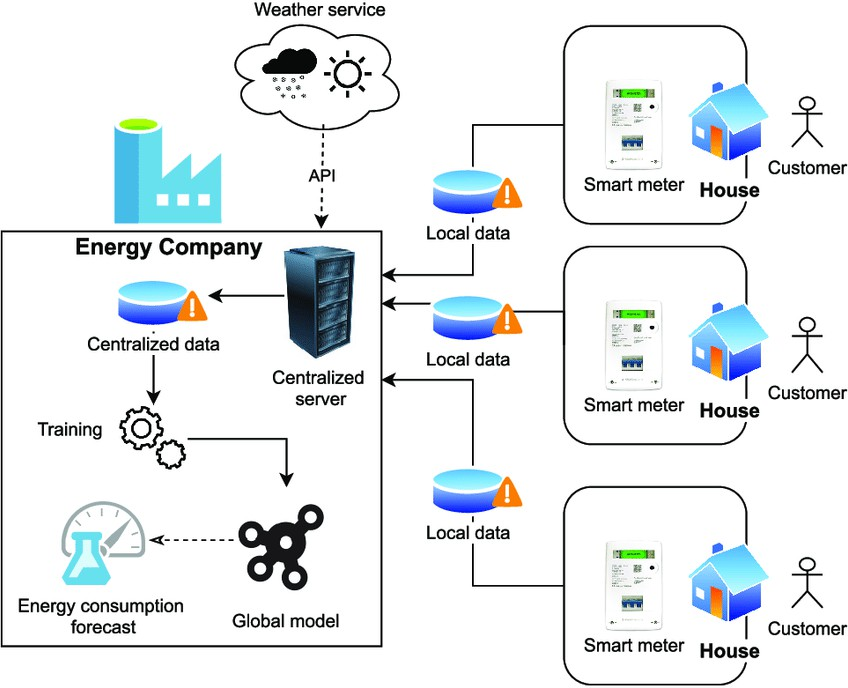 Weather service
API
Energy Company
Centralized data
Centralized
server
Training
Global model
Energy consumption
forecast
Local data
Local data
Local data
Smart meter
House
Customer
Smart meter
House
Customer
Smart meter
House
Customer